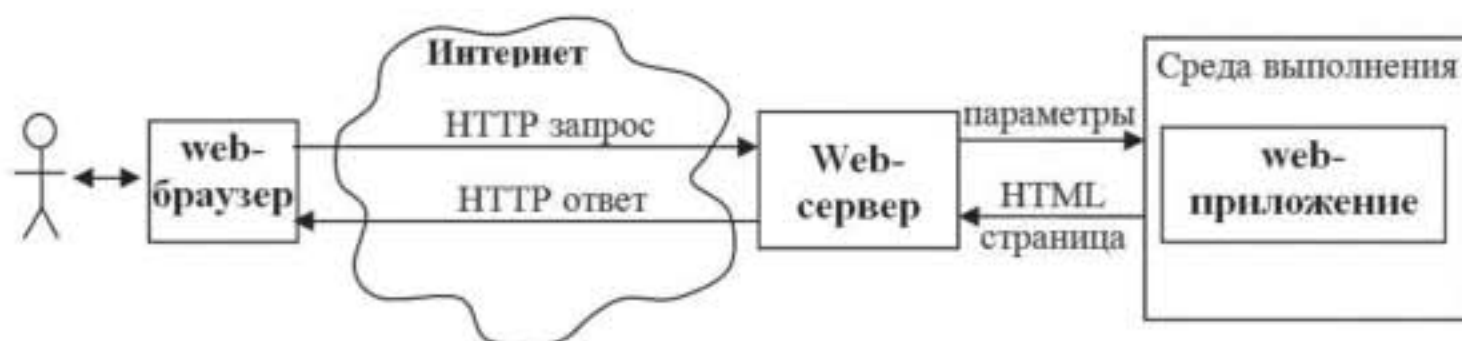 Интернет
Среда выполнения
HTTP запрос
параметры
web-
браузер
Web-
сервер
web-
приложение
HTTP ответ
HTML
страница